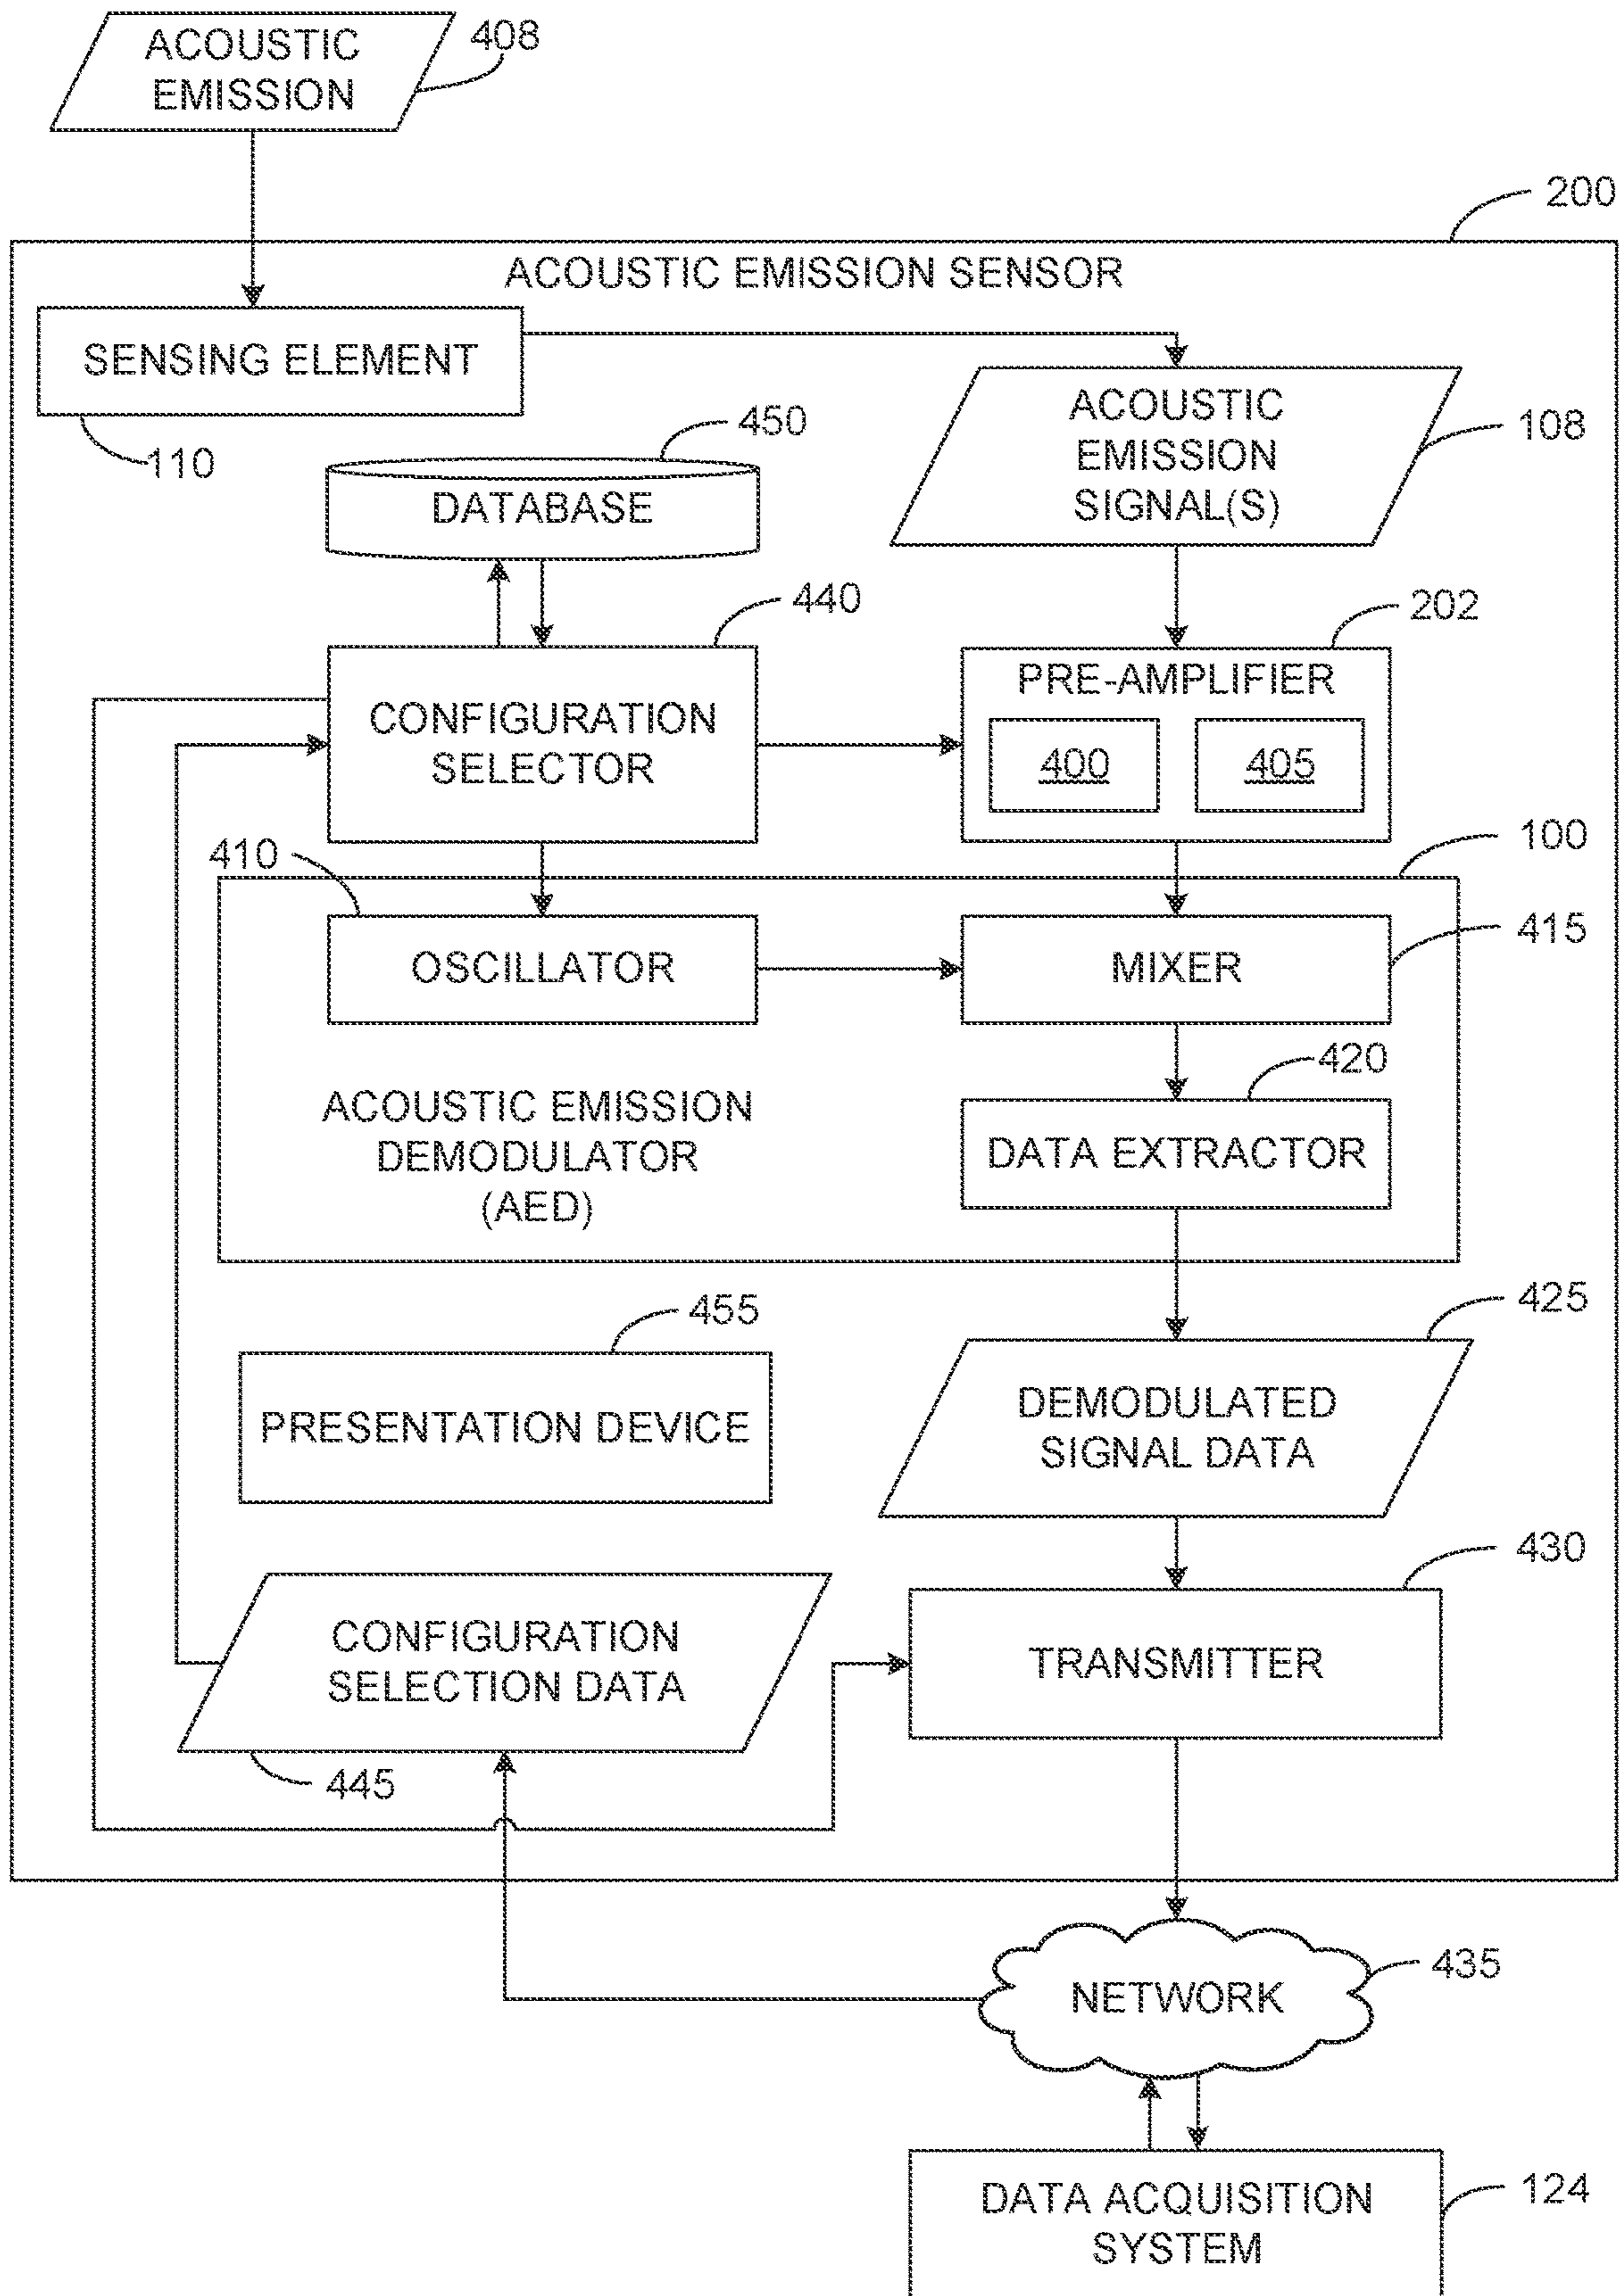 ACOUSTIC
EMISSION
408
200
ACOUSTIC EMISSION SENSOR
SENSING ELEMENT
110
ACOUSTIC
EMISSION
SIGNAL(S)
108
450
DATABASE
440
202
CONFIGURATION
SELECTOR
PRE-AMPLIFIER
400
405
410
100
OSCILLATOR
MIXER
415
420
ACOUSTIC EMISSION
DEMODULATOR
(AED)
DATA EXTRACTOR
455
425
PRESENTATION DEVICE
DEMODULATED
SIGNAL DATA
430
CONFIGURATION
SELECTION DATA
TRANSMITTER
445
NETWORK
435
DATA ACQUISITION
SYSTEM
124